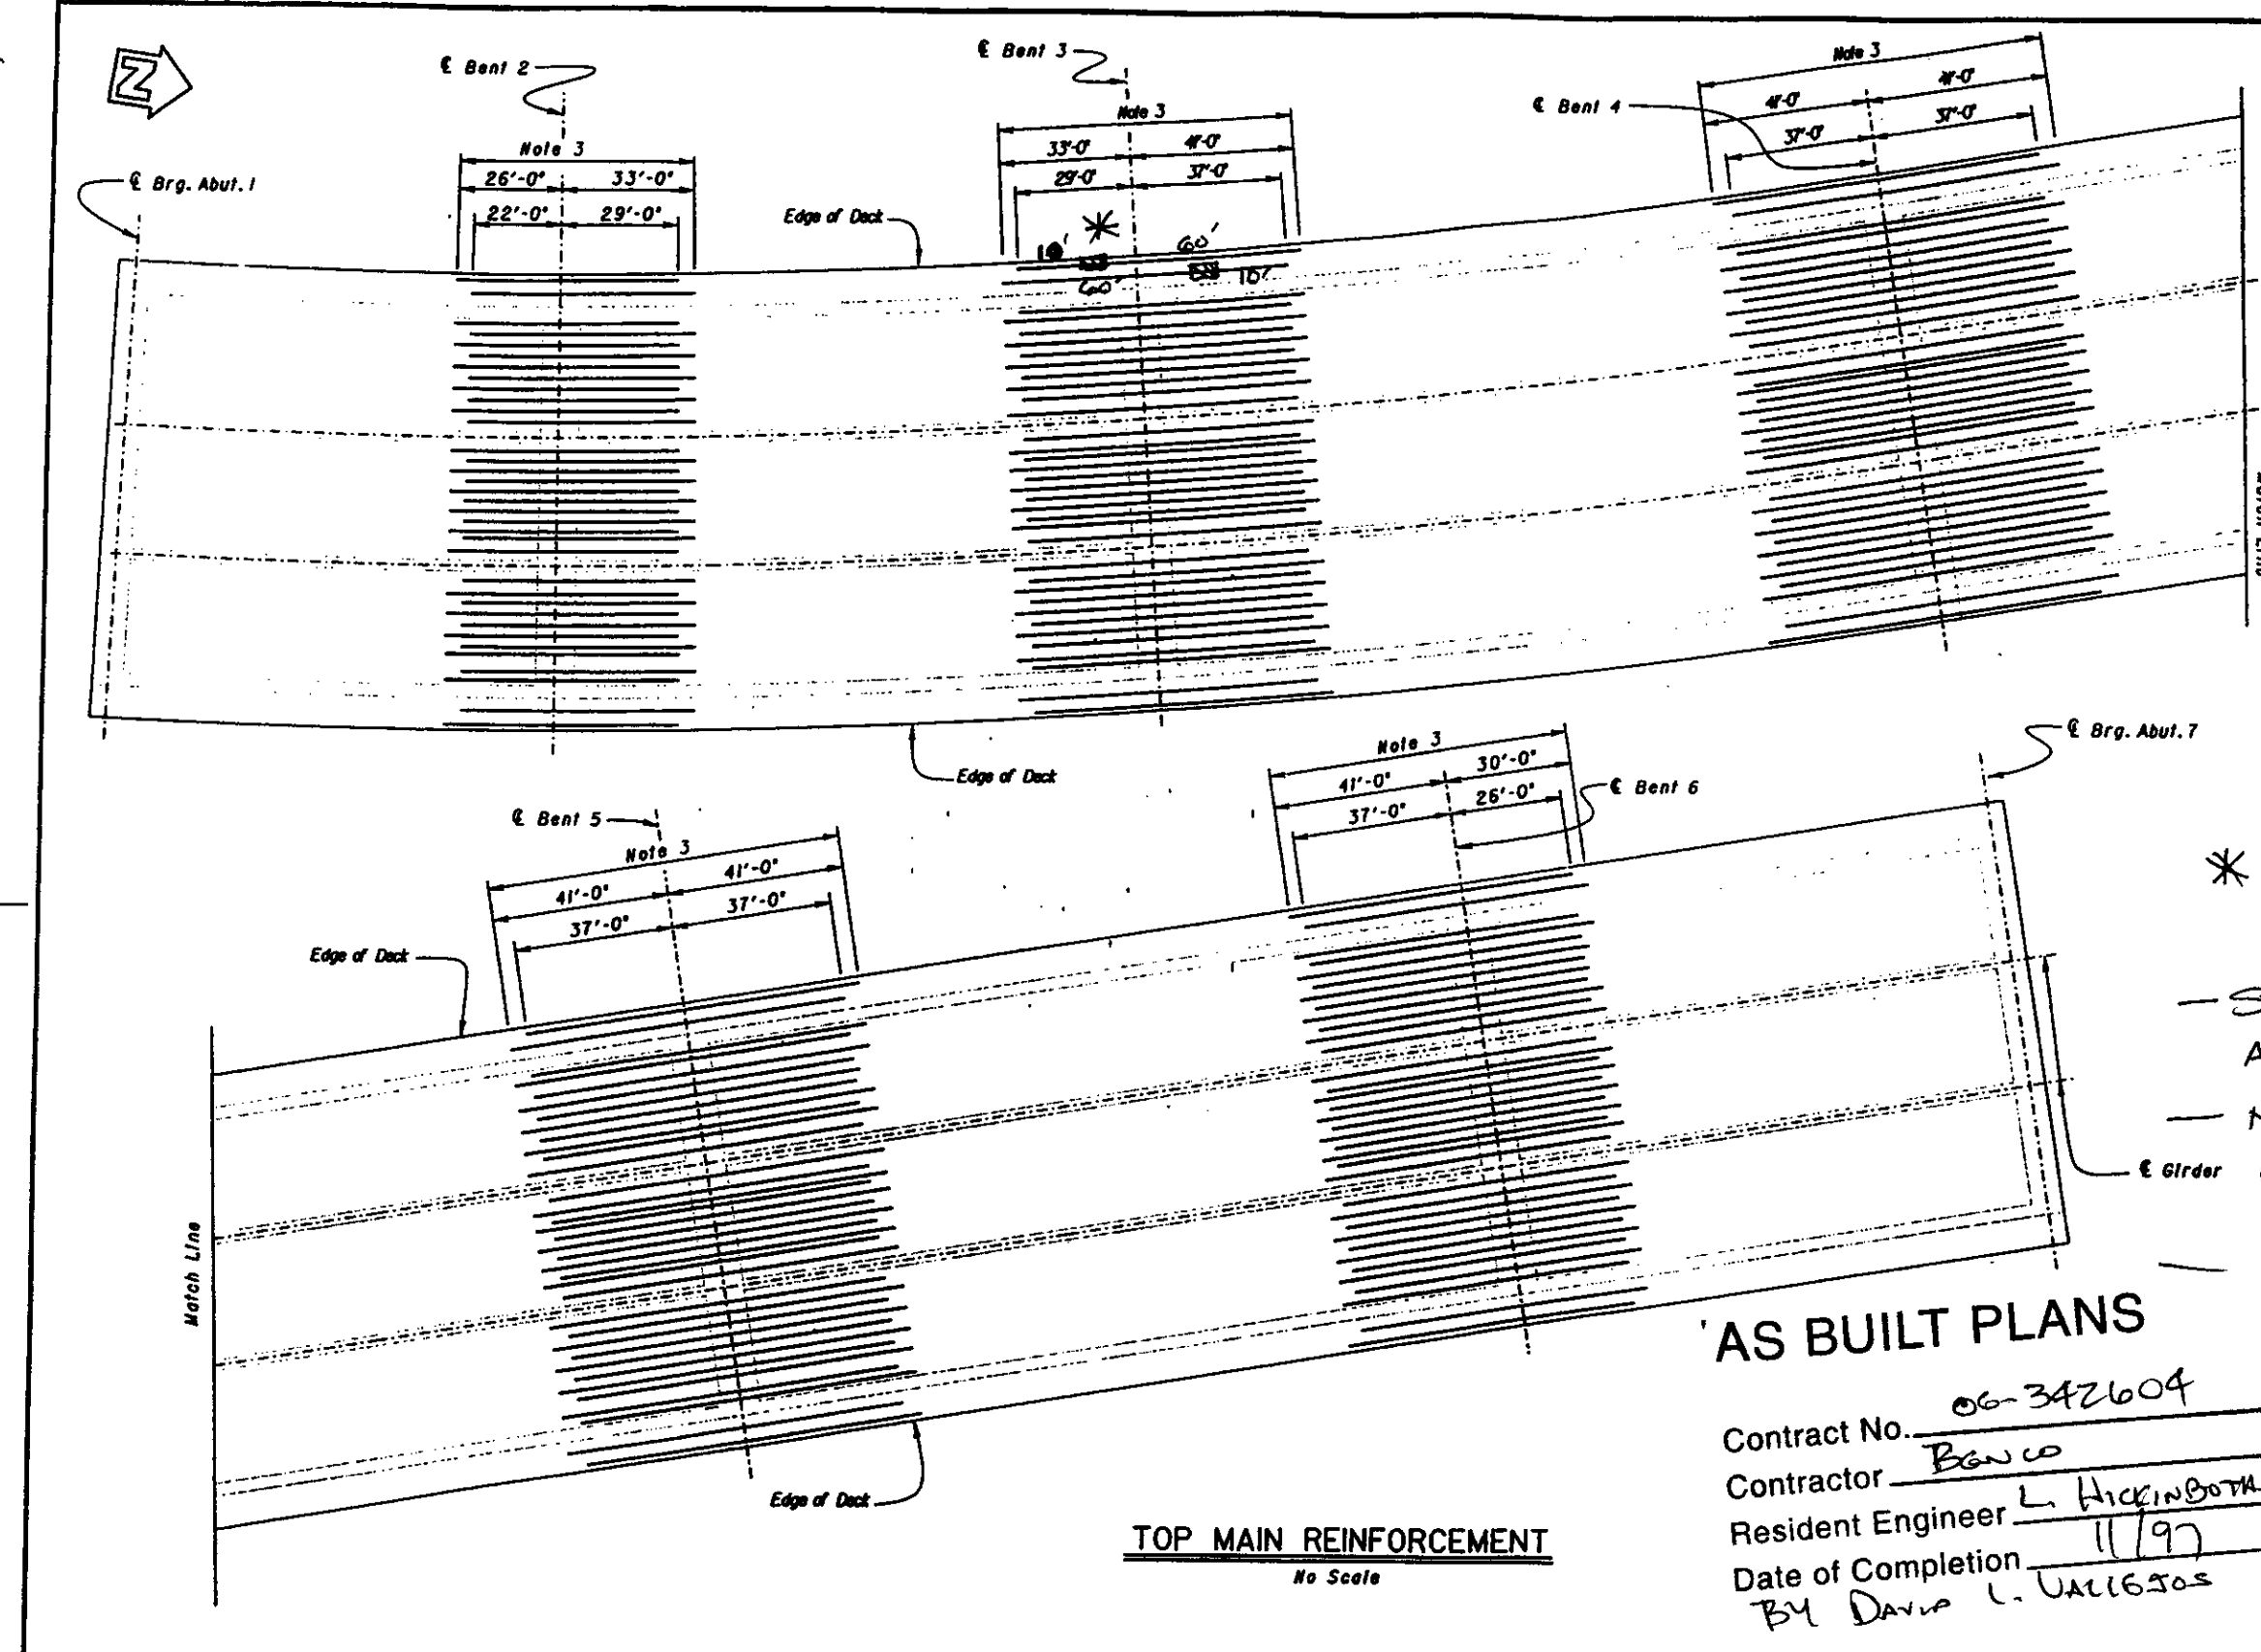 Z
℄ Bent 2
℄ Bent 3
℄ Bent 4
℄ Brg. Abut. 1
Note 3
26'-0" 33'-0"
22'-0" 29'-0"
Edge of Deck
Note 3
33'-0" 41'-0"
29'-0" 37'-0"
*
10' 60'
60' 10'
Note 3
41'-0" 41'-0"
37'-0" 37'-0"
Edge of Deck
℄ Bent 5
Note 3
41'-0" 41'-0"
37'-0" 37'-0"
Edge of Deck
Note 3
41'-0" 30'-0"
37'-0" 26'-0"
℄ Bent 6
℄ Brg. Abut. 7
*
℄ Girder
Match Line
Edge of Deck
TOP MAIN REINFORCEMENT
No Scale
AS BUILT PLANS
Contract No. 06-342604
Contractor BENCO
Resident Engineer L. HICKINBOTHA
Date of Completion 11/97
BY DAVID L. VALLEJOS